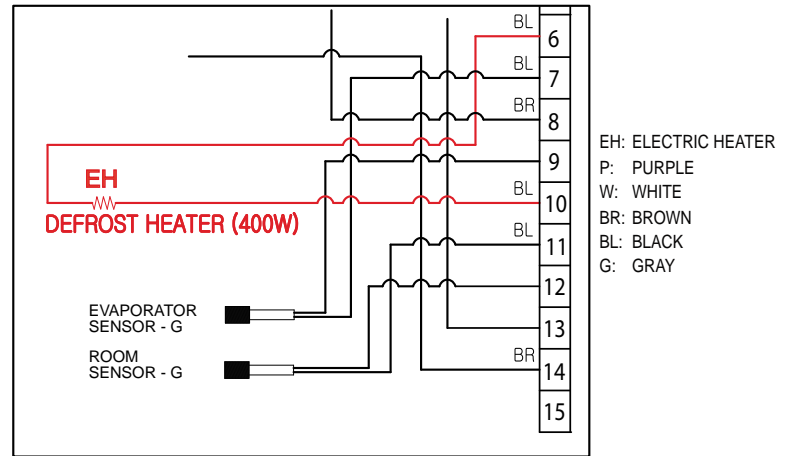 BL
6
BL
7
BR
8
9
BL
10
BL
11
12
13
BR
14
15
EH
DEFROST HEATER (400W)
EVAPORATOR
SENSOR - G
ROOM
SENSOR - G
EH: ELECTRIC HEATER
P: PURPLE
W: WHITE
BR: BROWN
BL: BLACK
G: GRAY